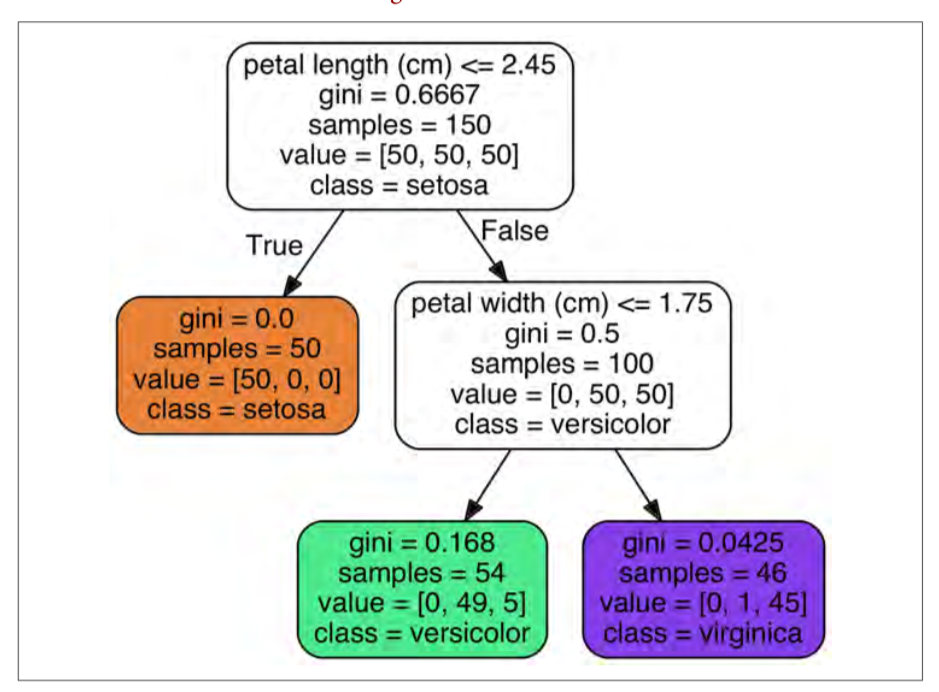 petal length (cm) <= 2.45
gini = 0.6667
samples = 150
value = [50, 50, 50]
class = setosa
True
False
gini = 0.0
samples = 50
value = [50, 0, 0]
class = setosa
petal width (cm) <= 1.75
gini = 0.5
samples = 100
value = [0, 50, 50]
class = versicolor
gini = 0.168
samples = 54
value = [0, 49, 5]
class = versicolor
gini = 0.0425
samples = 46
value = [0, 1, 45]
class = virginica